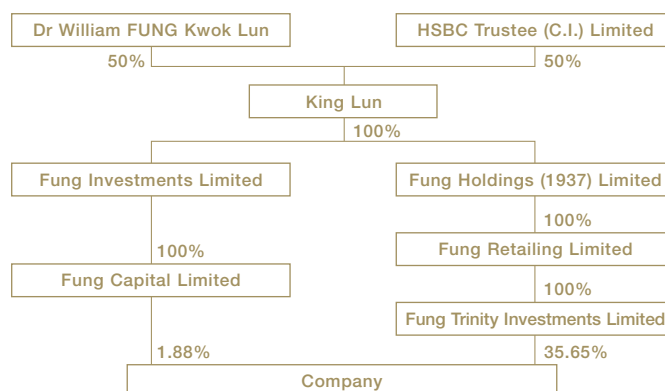 Dr William FUNG Kwok Lun
HSBC Trustee (C.I.) Limited
50%
50%
King Lun
100%
Fung Investments Limited
Fung Holdings (1937) Limited
100%
Fung Retailing Limited
100%
Fung Capital Limited
100%
Fung Trinity Investments Limited
1.88%
35.65%
Company